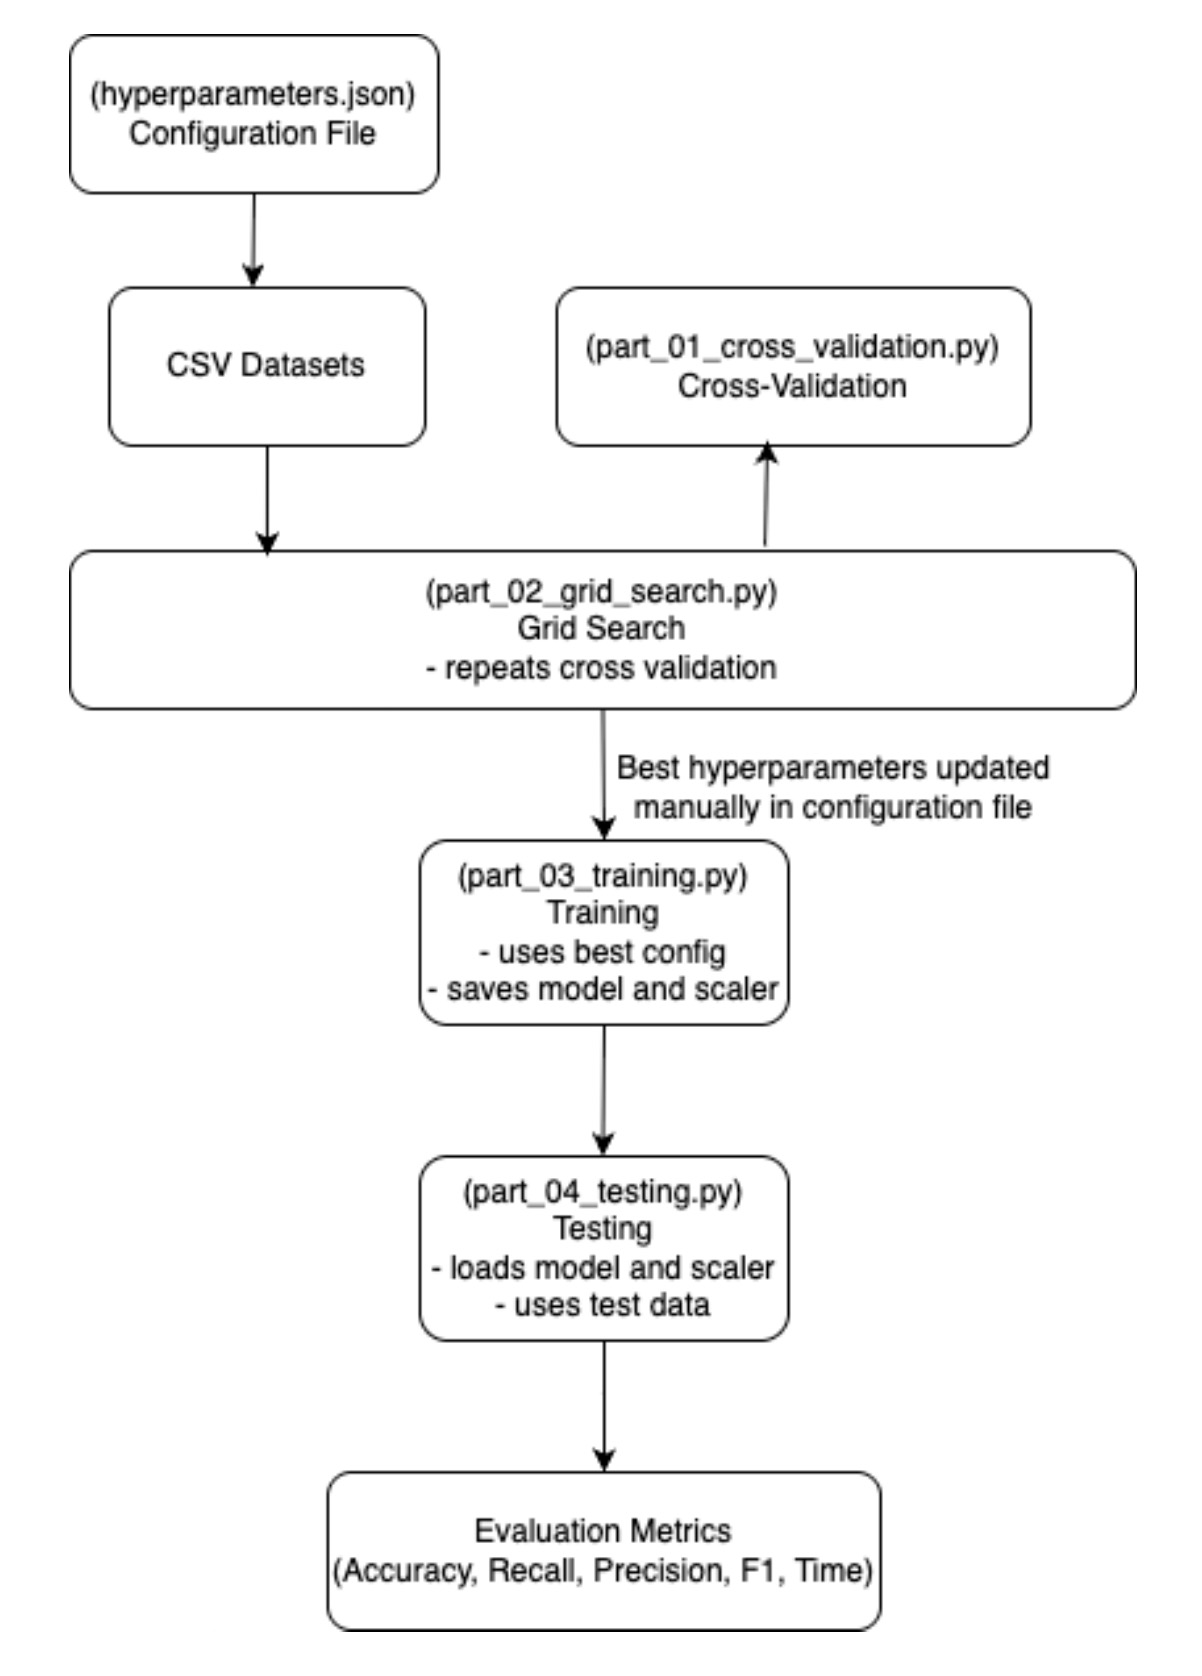 (hyperparameters.json)
Configuration File
CSV Datasets
(part_01_cross_validation.py)
Cross-Validation
(part_02_grid_search.py)
Grid Search
- repeats cross validation
Best hyperparameters updated
manually in configuration file
(part_03_training.py)
Training
- uses best config
- saves model and scaler
(part_04_testing.py)
Testing
- loads model and scaler
- uses test data
Evaluation Metrics
(Accuracy, Recall, Precision, F1, Time)